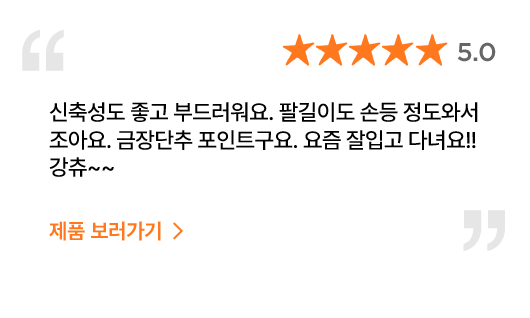 5.0
신축성도 좋고 부드러워요. 팔길이도 손등 정도와서
조아요. 금장단추 포인트구요. 요즘 잘입고 다녀요!!
강츄~~
제품 보러가기 >